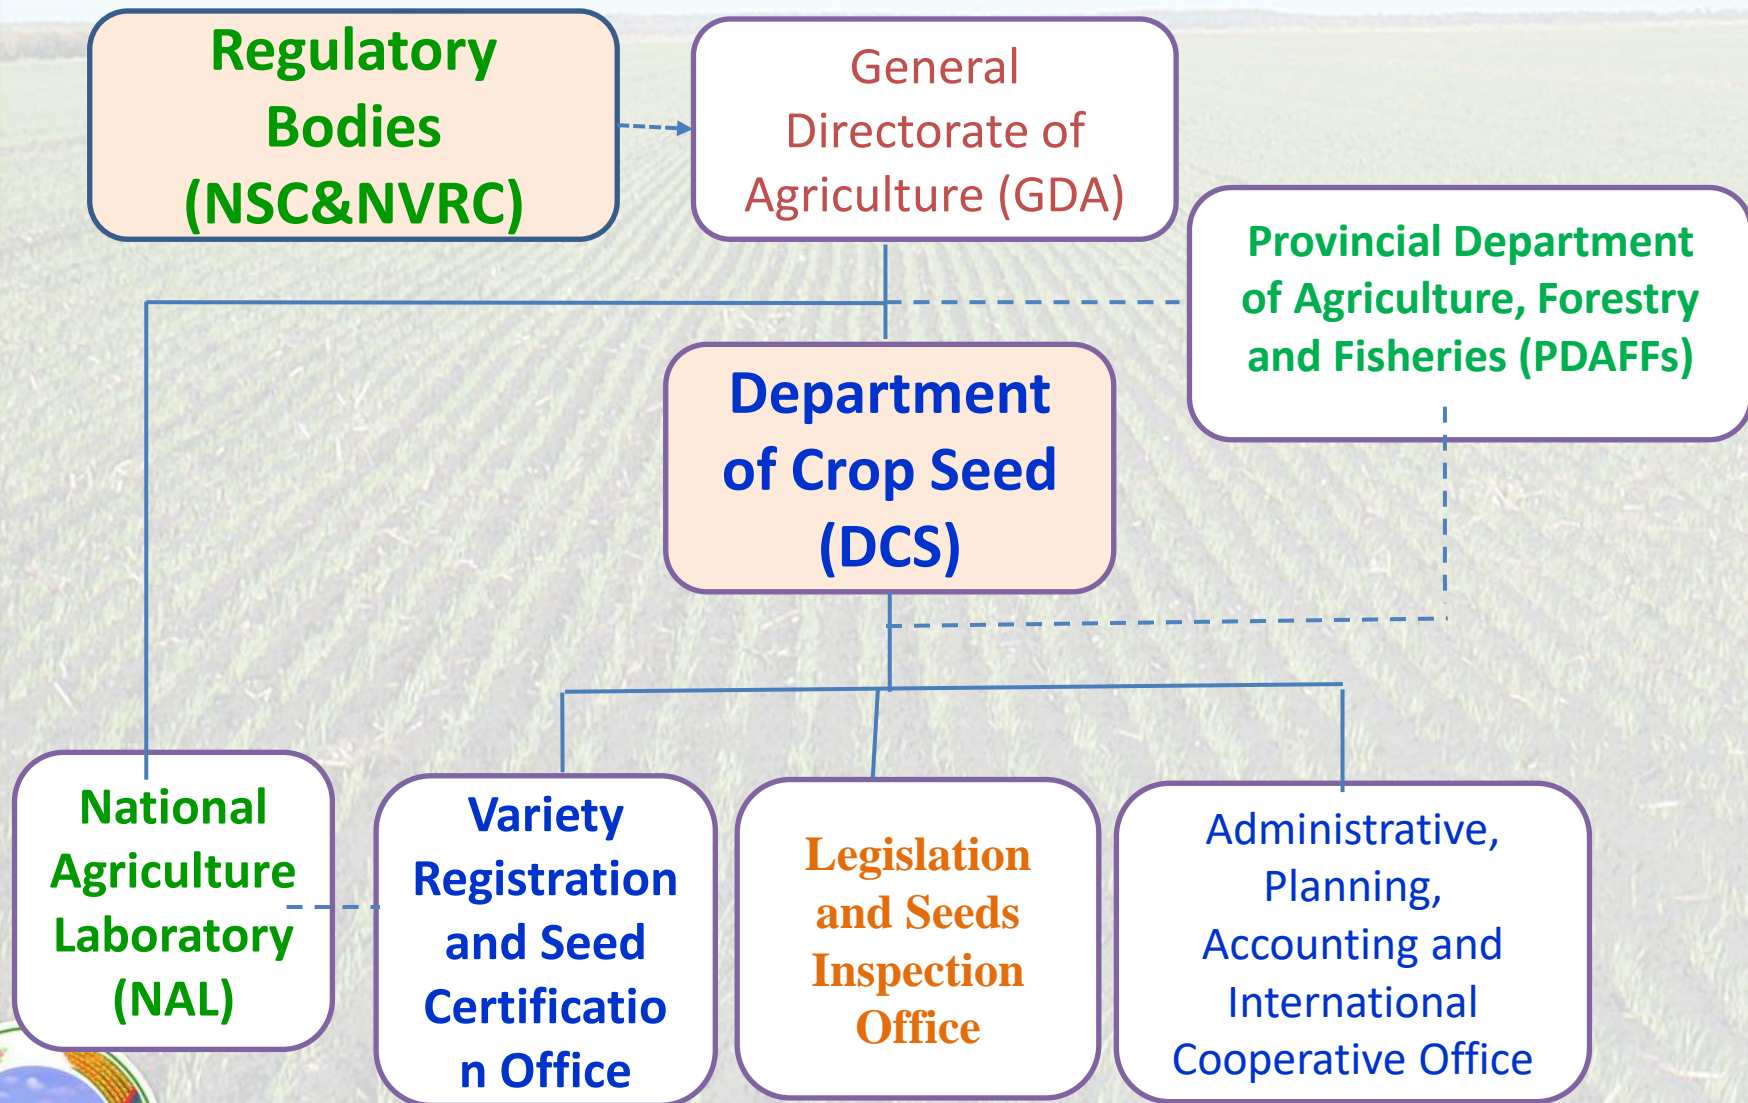 Regulatory
Bodies
(NSC&NVRC)
General
Directorate of
Agriculture (GDA)
Provincial Department
of Agriculture, Forestry
and Fisheries (PDAFFs)
Department
of Crop Seed
(DCS)
National
Agriculture
Laboratory
(NAL)
Variety
Registration
and Seed
Certificatio
n Office
Legislation
and Seeds
Inspection
Office
Administrative,
Planning,
Accounting and
International
Cooperative Office